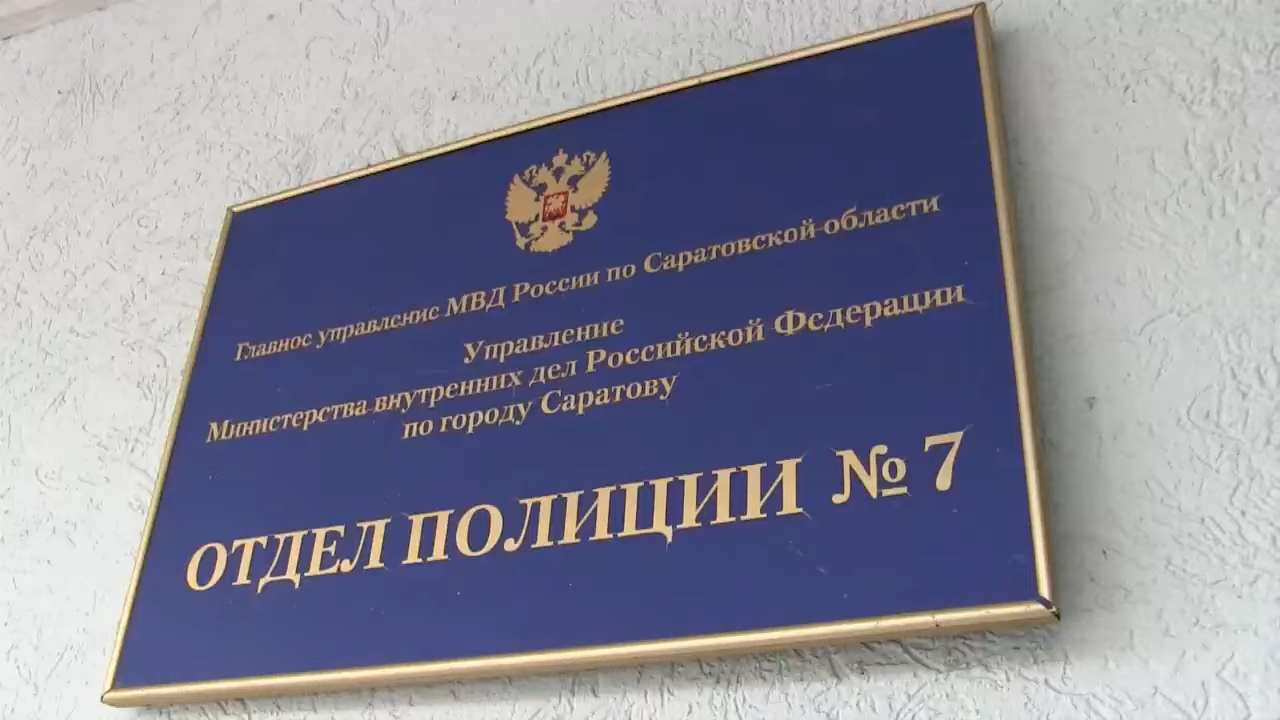 Главное управление МВД России по Саратовской области
Управление
Министерства внутренних дел Российской Федерации
по городу Саратову
ОТДЕЛ ПОЛИЦИИ № 7